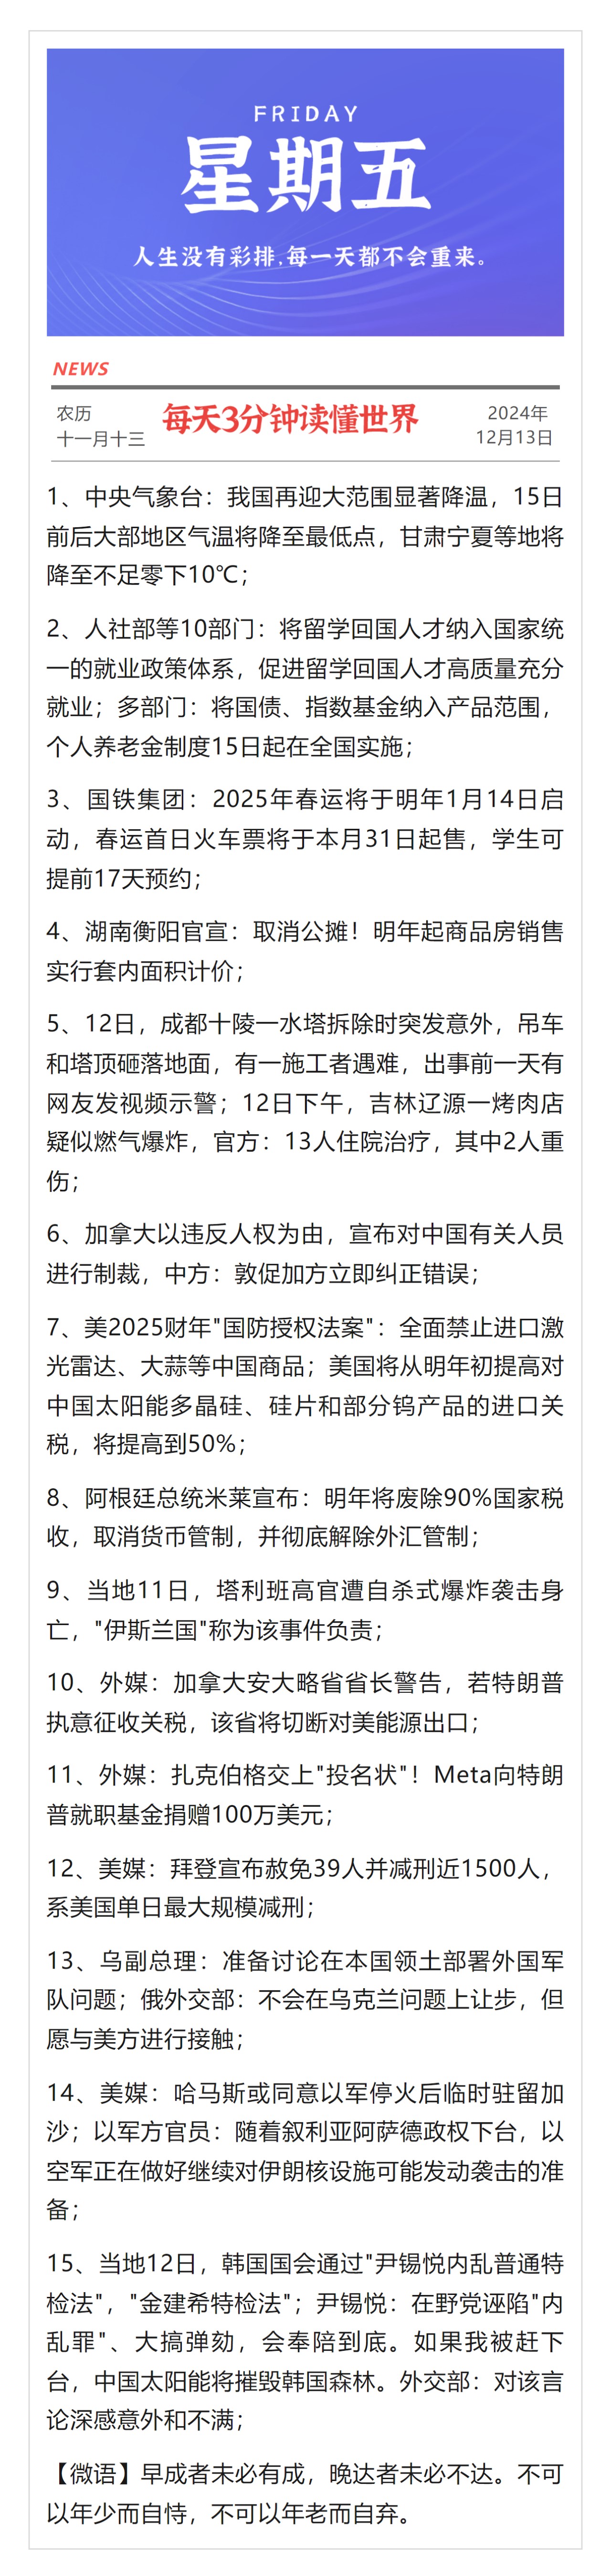 FRIDAY
星期五
人生没有彩排,每一天都不会重来。
NEWS
农历
十一月十三
每天3分钟读懂世界
2024年
12月13日
1、中央气象台：我国再迎大范围显著降温，15日
前后大部地区气温将降至最低点，甘肃宁夏等地将
降至不足零下10℃；
2、人社部等10部门：将留学回国人才纳入国家统
一的就业政策体系，促进留学回国人才高质量充分
就业；多部门：将国债、指数基金纳入产品范围，
个人养老金制度15日起在全国实施；
3、国铁集团：2025年春运将于明年1月14日启
动，春运首日火车票将于本月31日起售，学生可
提前17天预约；
4、湖南衡阳官宣：取消公摊！明年起商品房销售
实行套内面积计价；
5、12日，成都十陵一水塔拆除时突发意外，吊车
和塔顶砸落地面，有一施工者遇难，出事前一天有
网友发视频示警；12日下午，吉林辽源一烤肉店
疑似燃气爆炸，官方：13人住院治疗，其中2人重
伤；
6、加拿大以违反人权为由，宣布对中国有关人员
进行制裁，中方：敦促加方立即纠正错误；
7、美2025财年"国防授权法案"：全面禁止进口激
光雷达、大蒜等中国商品；美国将从明年初提高对
中国太阳能多晶硅、硅片和部分钨产品的进口关
税，将提高到50%；
8、阿根廷总统米莱宣布：明年将废除90%国家税
收，取消货币管制，并彻底解除外汇管制；
9、当地11日，塔利班高官遭自杀式爆炸袭击身
亡，"伊斯兰国"称为该事件负责；
10、外媒：加拿大安大略省省长警告，若特朗普
执意征收关税，该省将切断对美能源出口；
11、外媒：扎克伯格交上"投名状"！Meta向特朗
普就职基金捐赠100万美元；
12、美媒：拜登宣布赦免39人并减刑近1500人，
系美国单日最大规模减刑；
13、乌副总理：准备讨论在本国领土部署外国军
队问题；俄外交部：不会在乌克兰问题上让步，但
愿与美方进行接触；
14、美媒：哈马斯或同意以军停火后临时驻留加
沙；以军方官员：随着叙利亚阿萨德政权下台，以
空军正在做好继续对伊朗核设施可能发动袭击的准
备；
15、当地12日，韩国国会通过"尹锡悦内乱普通特
检法"，"金建希特检法"；尹锡悦：在野党诬陷"内
乱罪"、大搞弹劾，会奉陪到底。如果我被赶下
台，中国太阳能将摧毁韩国森林。外交部：对该言
论深感意外和不满；
【微语】早成者未必有成，晚达者未必不达。不可
以年少而自恃，不可以年老而自弃。